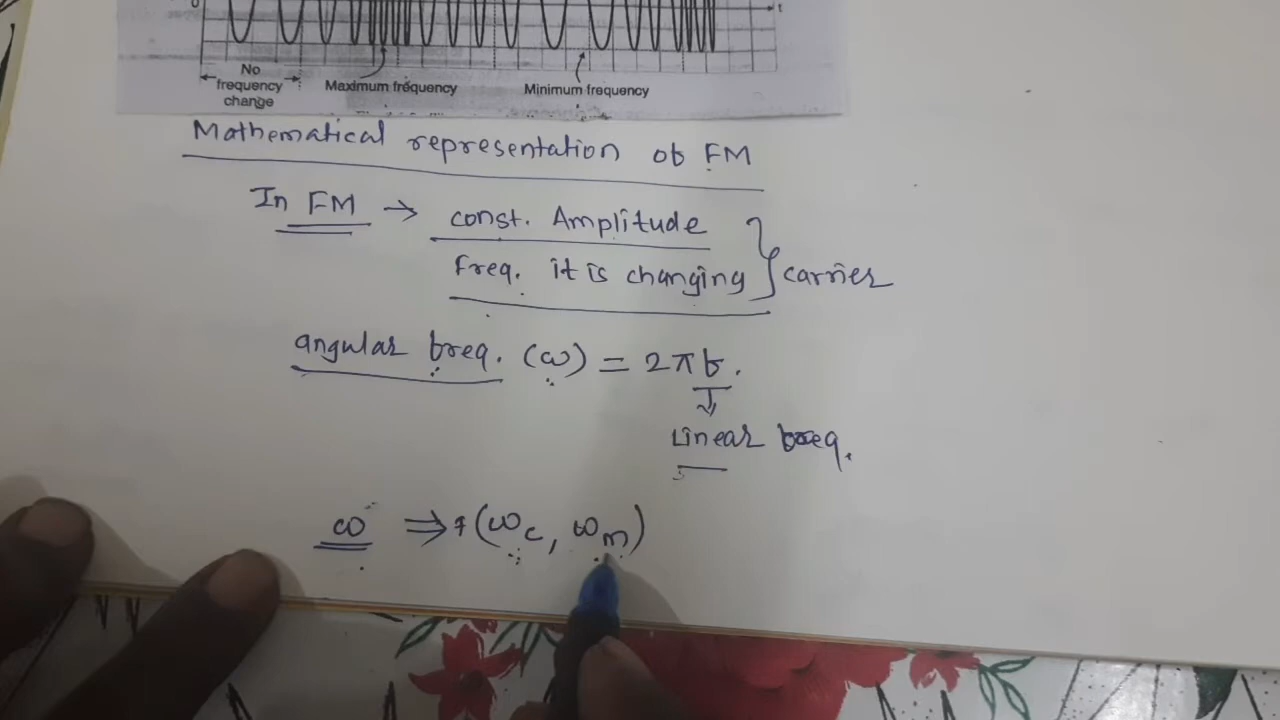 0
t
No
frequency
change
Maximum frequency
Minimum frequency
Mathematical representation of FM
In FM → const. Amplitude
freq. it is changing } carrier
angular freq. (ω) = 2πf.
Linear freq.
ω ⇒ f(ωc, ωm)